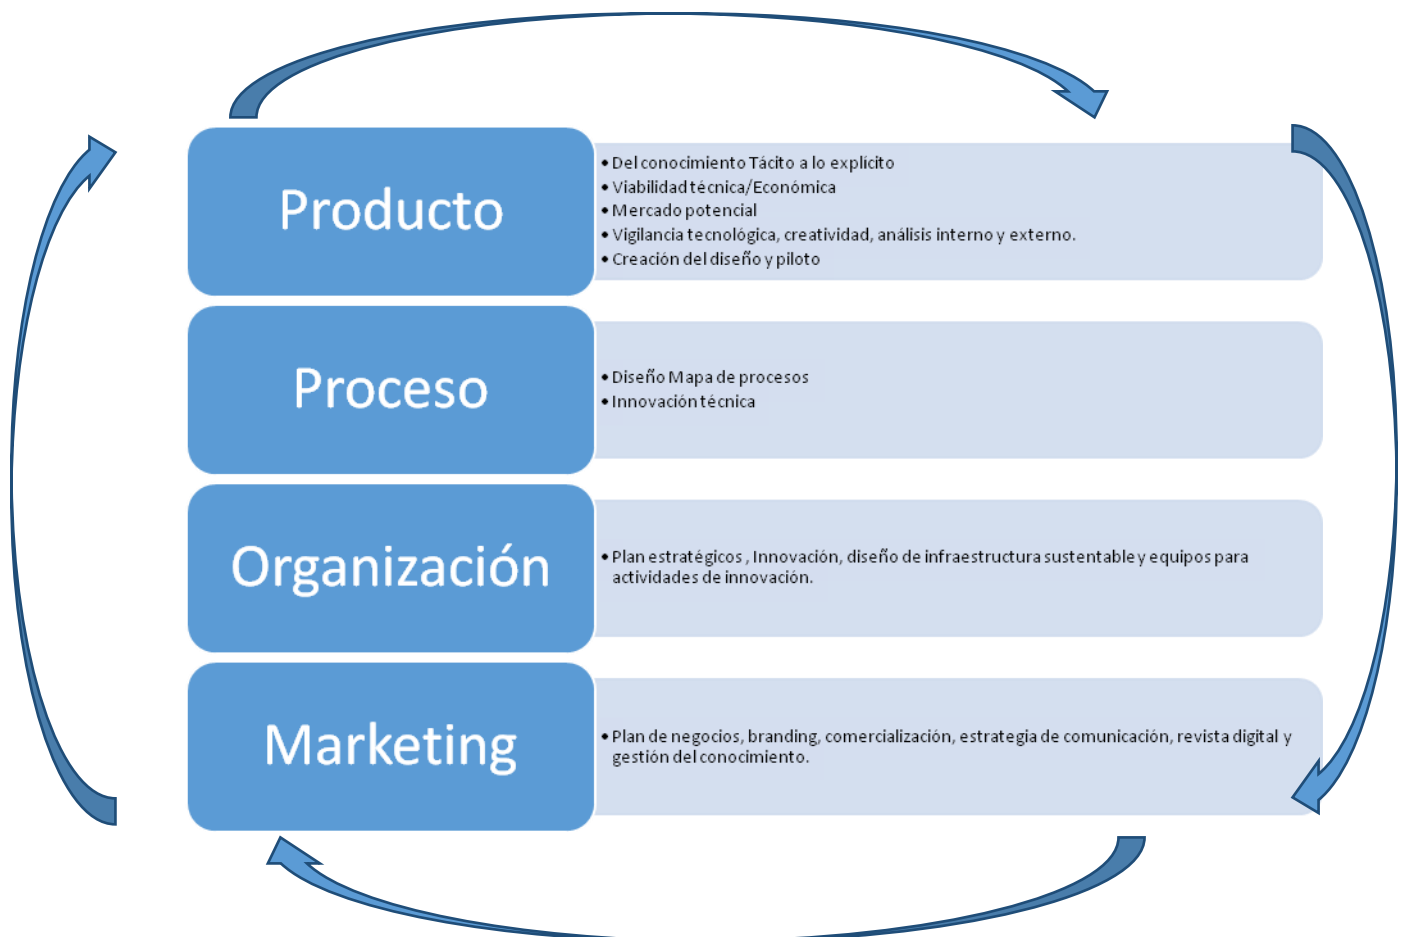 Producto
• Del conocimiento Tácito a lo explícito
• Viabilidad técnica/Económica
• Mercado potencial
• Vigilancia tecnológica, creatividad, análisis interno y externo.
• Creación del diseño y piloto
Proceso
• Diseño Mapa de procesos
• Innovación técnica
Organización
• Plan estratégicos , Innovación, diseño de infraestructura sustentable y equipos para
actividades de innovación.
Marketing
• Plan de negocios, branding, comercialización, estrategia de comunicación, revista digital y
gestión del conocimiento.